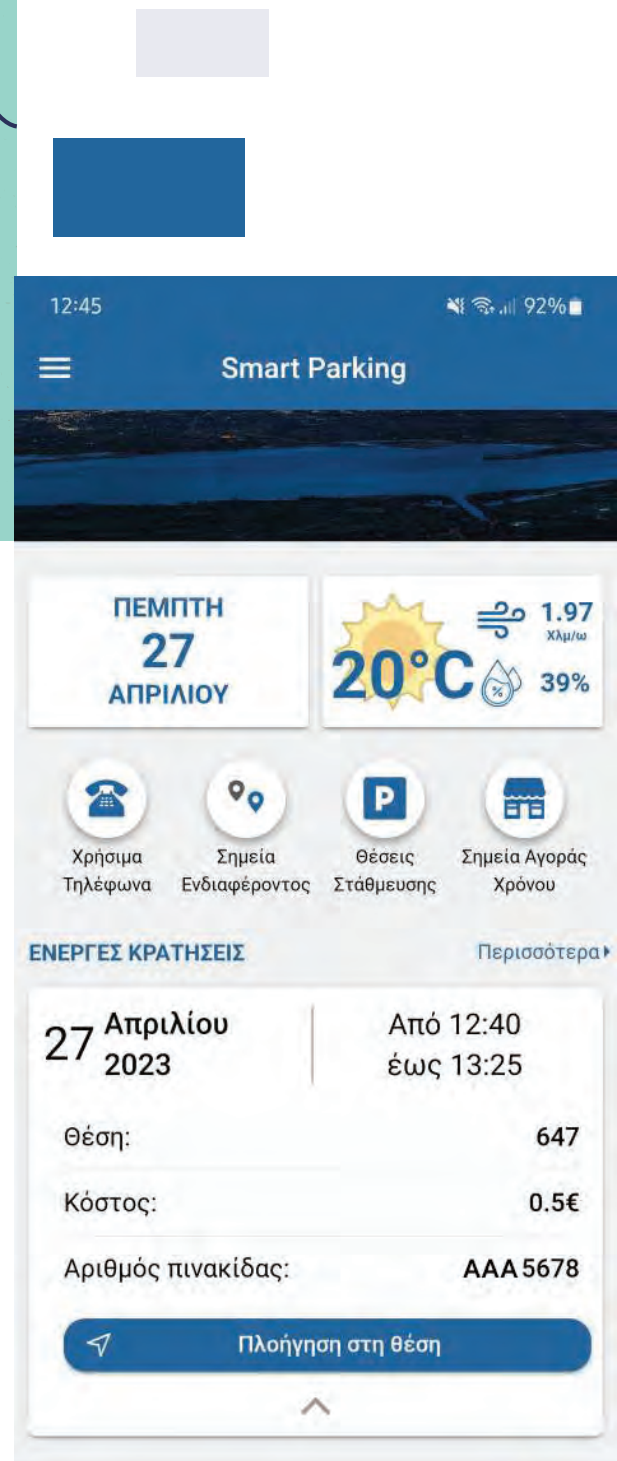 12:45 92%
Smart Parking
ΠΕΜΠΤΗ
27
ΑΠΡΙΛΙΟΥ
20°C
1.97
Χλμ/ω
%
39%
P
Χρήσιμα
Τηλέφωνα
Σημεία
Ενδιαφέροντος
Θέσεις
Στάθμευσης
Σημεία Αγοράς
Χρόνου
ΕΝΕΡΓΕΣ ΚΡΑΤΗΣΕΙΣ Περισσότερα
27 Απριλίου
2023
Από 12:40
έως 13:25
Θέση: 647
Κόστος: 0.5€
Αριθμός πινακίδας: ΑΑΑ 5678
Πλοήγηση στη θέση